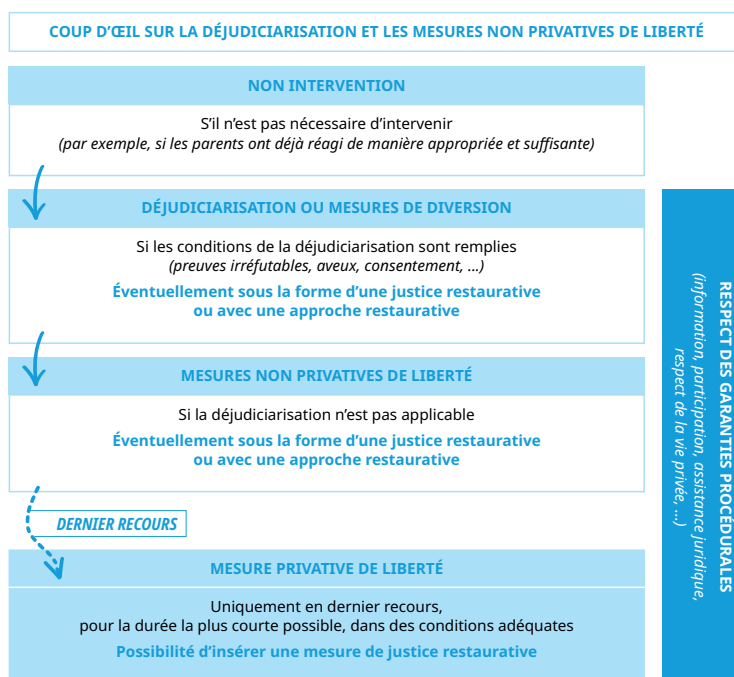 COUP D’ŒIL SUR LA DÉJUDICIARISATION ET LES MESURES NON PRIVATIVES DE LIBERTÉ
NON INTERVENTION
S’il n’est pas nécessaire d’intervenir
(par exemple, si les parents ont déjà réagi de manière appropriée et suffisante)
DÉJUDICIARISATION OU MESURES DE DIVERSION
Si les conditions de la déjudiciarisation sont remplies
(preuves irréfutables, aveux, consentement, ...)
Éventuellement sous la forme d’une justice restaurative
ou avec une approche restaurative
MESURES NON PRIVATIVES DE LIBERTÉ
Si la déjudiciarisation n’est pas applicable
Éventuellement sous la forme d’une justice restaurative
ou avec une approche restaurative
DERNIER RECOURS
MESURE PRIVATIVE DE LIBERTÉ
Uniquement en dernier recours,
pour la durée la plus courte possible, dans des conditions adéquates
Possibilité d’insérer une mesure de justice restaurative
RESPECT DES GARANTIES PROCÉDURALES
(information, participation, assistance juridique,
respect de la vie privée, ...)